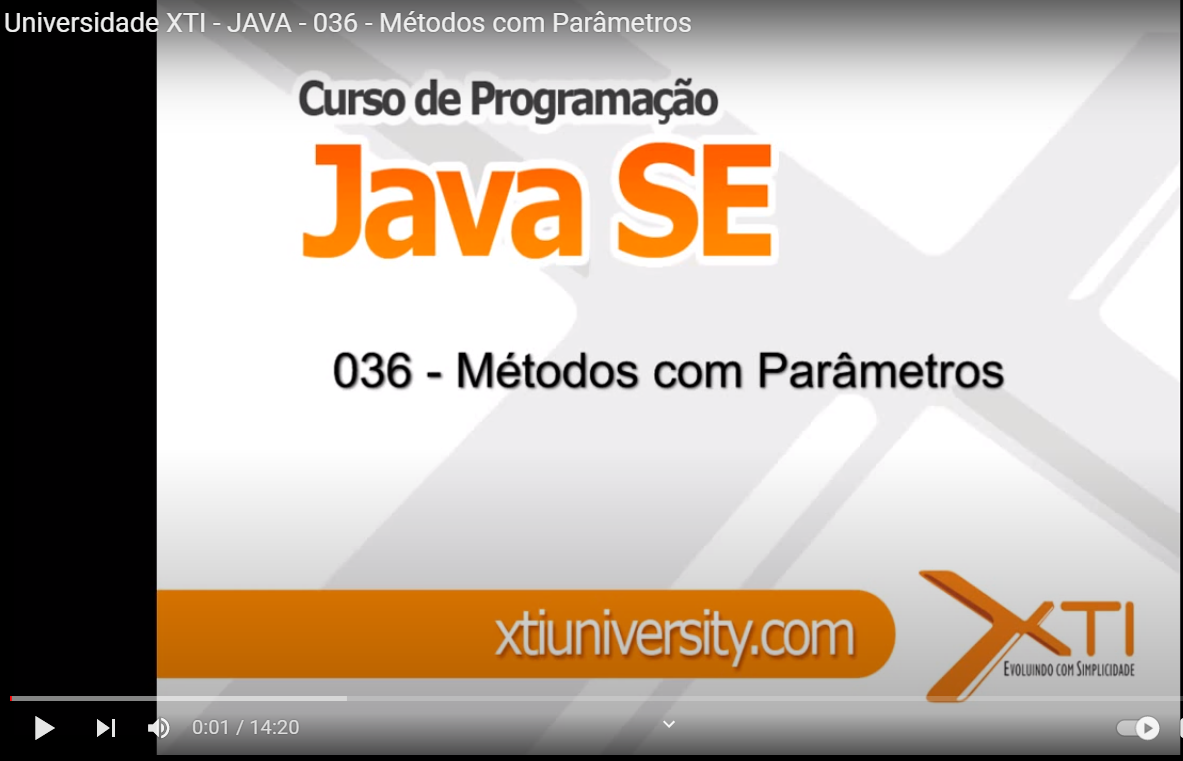 Universidade XTI - JAVA - 036 - Métodos com Parâmetros
Curso de Programação
Java SE
036 - Métodos com Parâmetros
xtiuniversity.com
XTI
EVOLUINDO COM SIMPLICIDADE
0:01 / 14:20